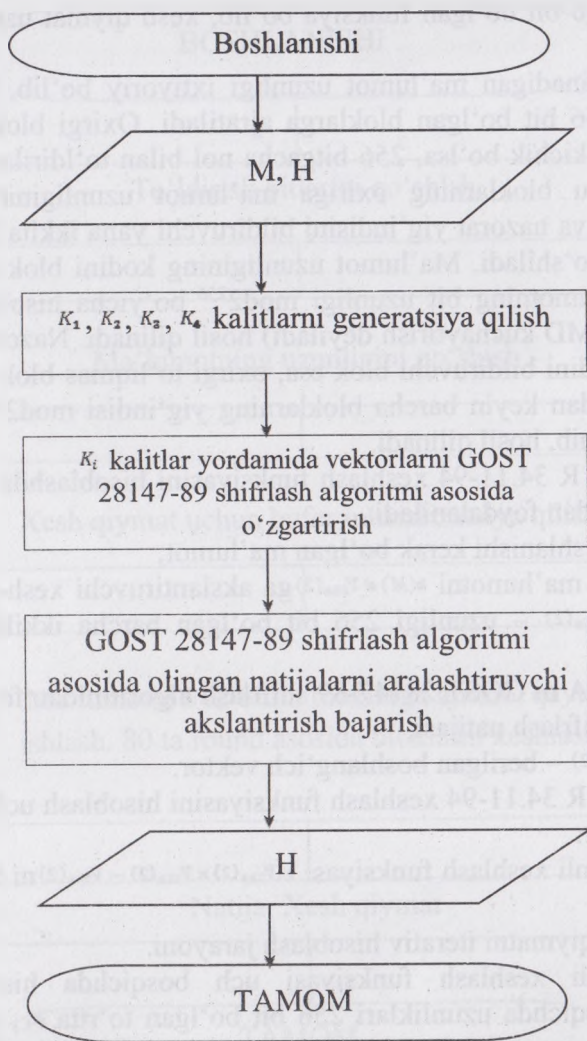 Boshlanishi
M, H
K₁, K₂, K₃, K₄ kalitlarni generatsiya qilish
Kᵢ kalitlar yordamida vektorlarni GOST
28147-89 shifrlash algoritmi asosida
o‘zgartirish
GOST 28147-89 shifrlash algoritmi
asosida olingan natijalarni aralashtiruvchi
akslantirish bajarish
H
TAMOM